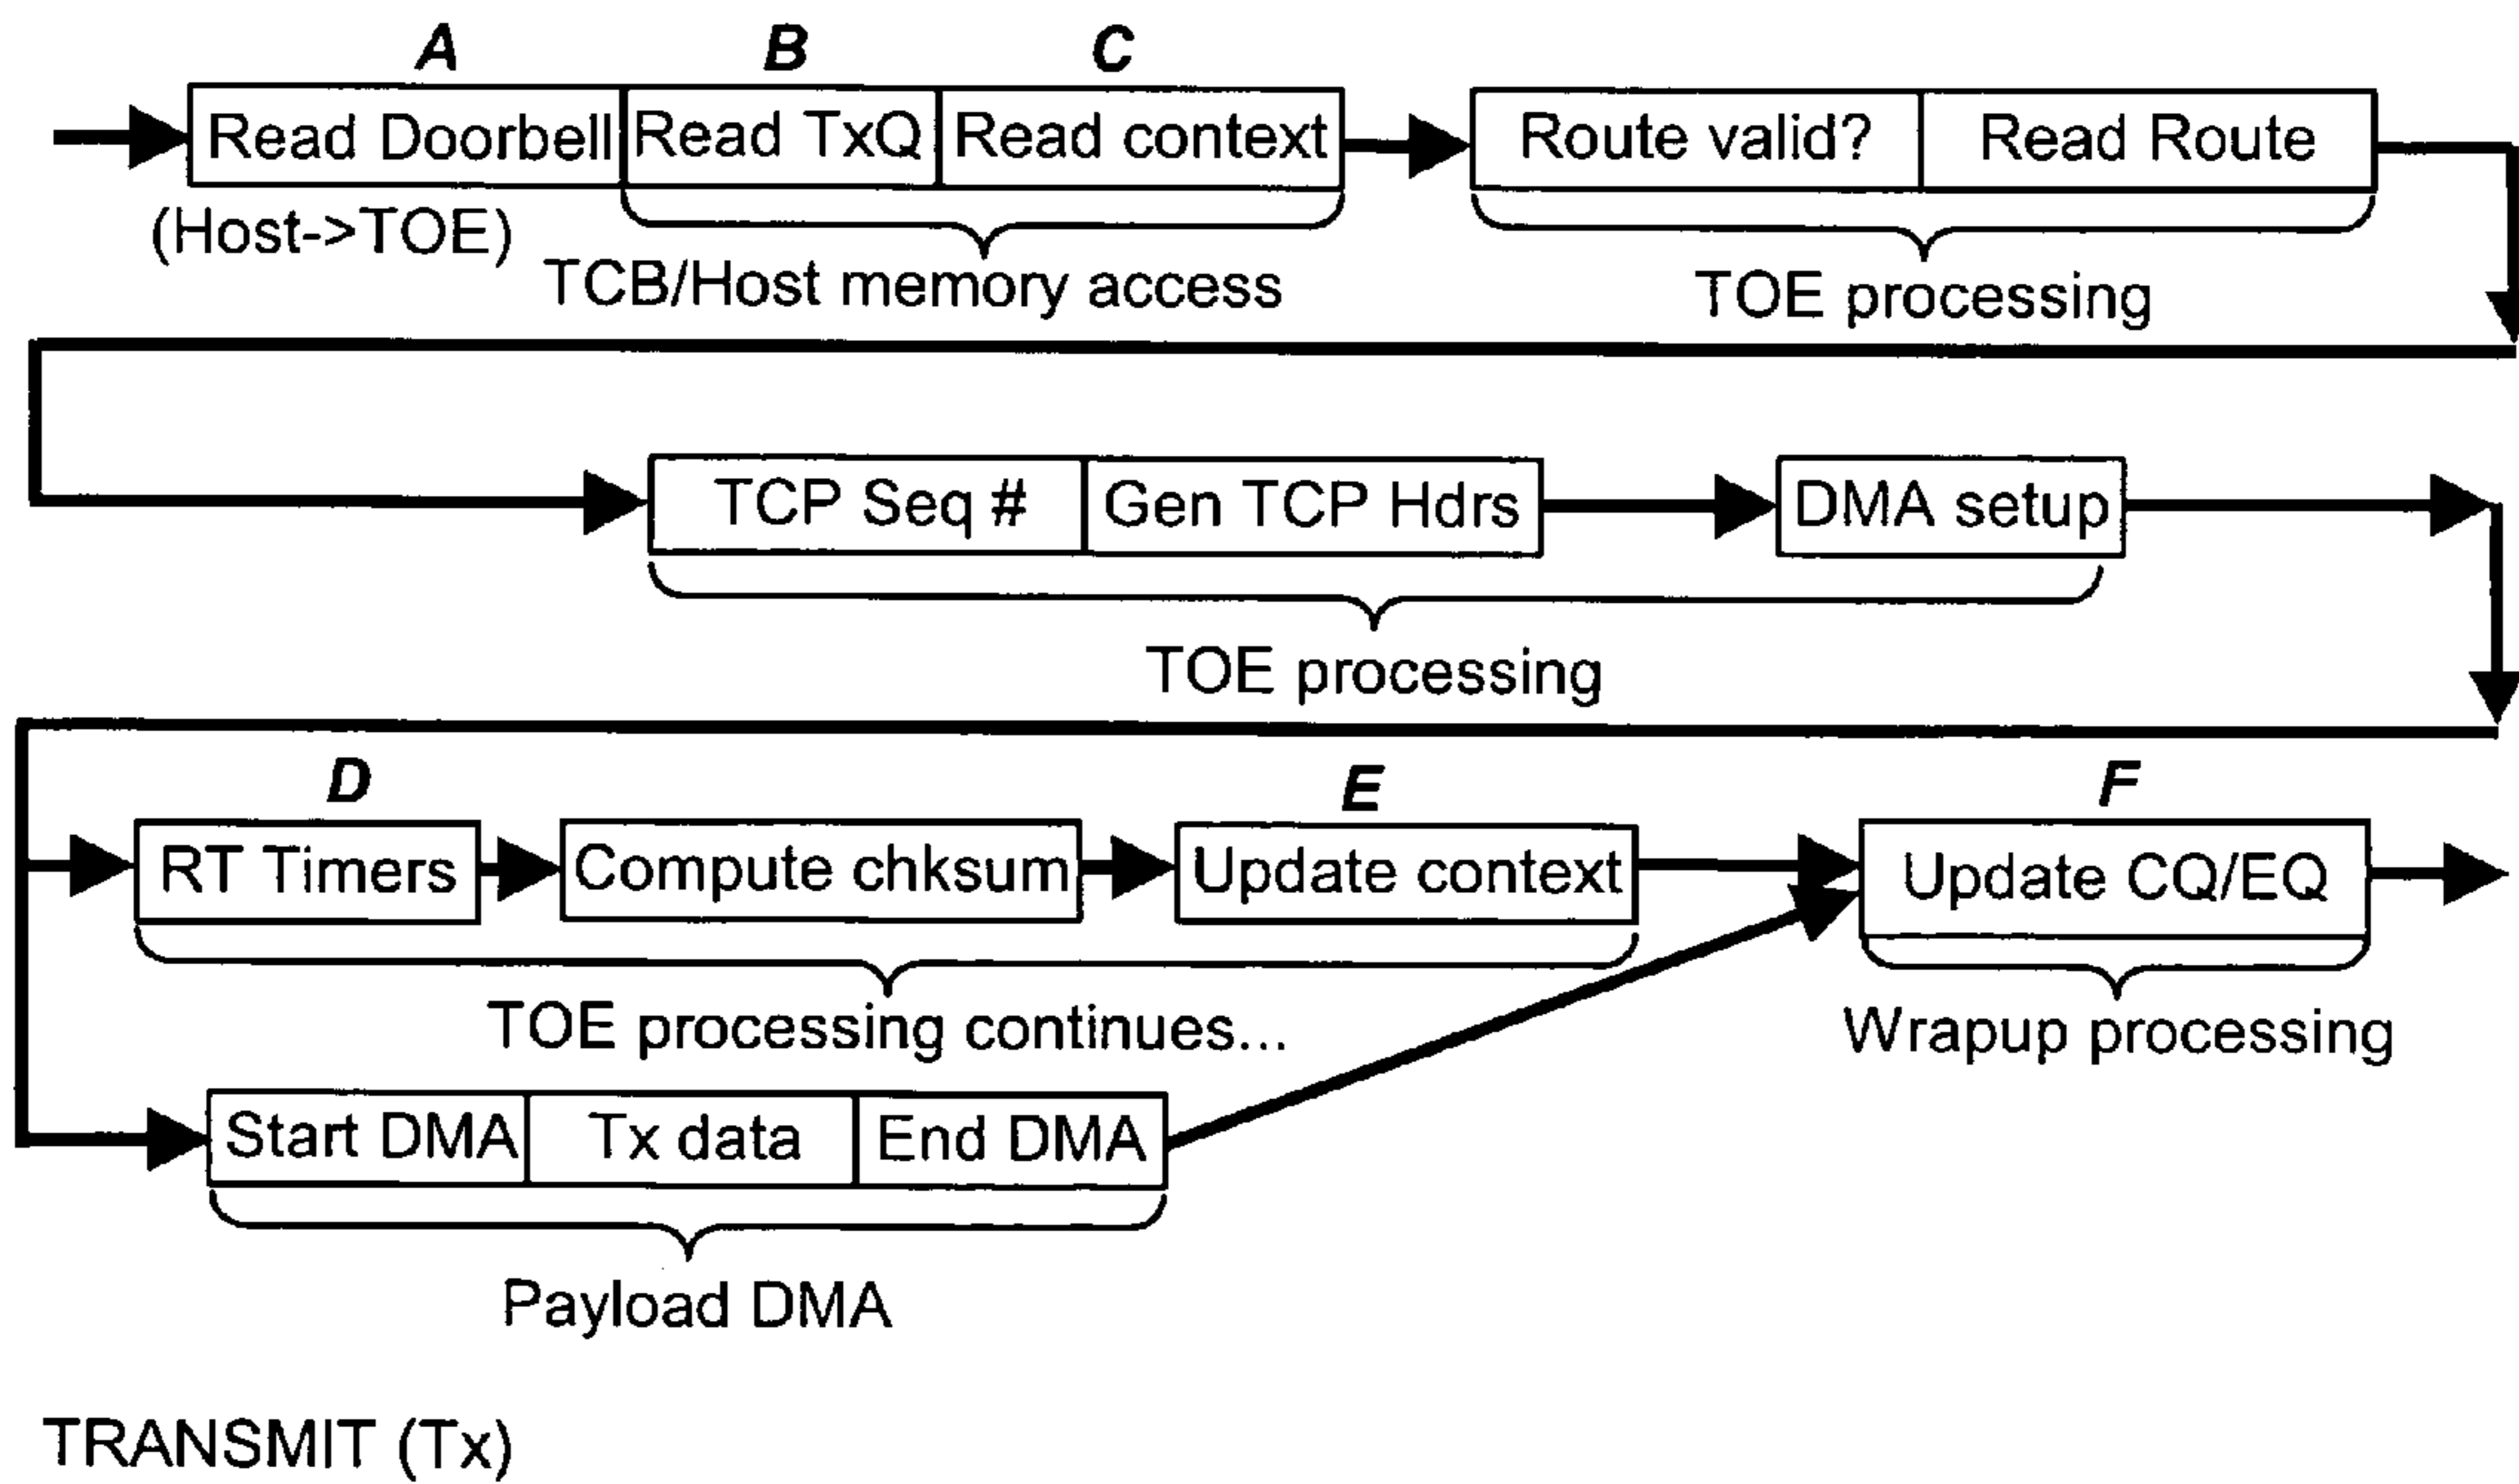 A B C
Read Doorbell Read TxQ Read context Route valid? Read Route
(Host->TOE)
TCB/Host memory access
TOE processing
TCP Seq # Gen TCP Hdrs DMA setup
TOE processing
D E F
RT Timers Compute chksum Update context Update CQ/EQ
TOE processing continues...
Wrapup processing
Start DMA Tx data End DMA
Payload DMA
TRANSMIT (Tx)